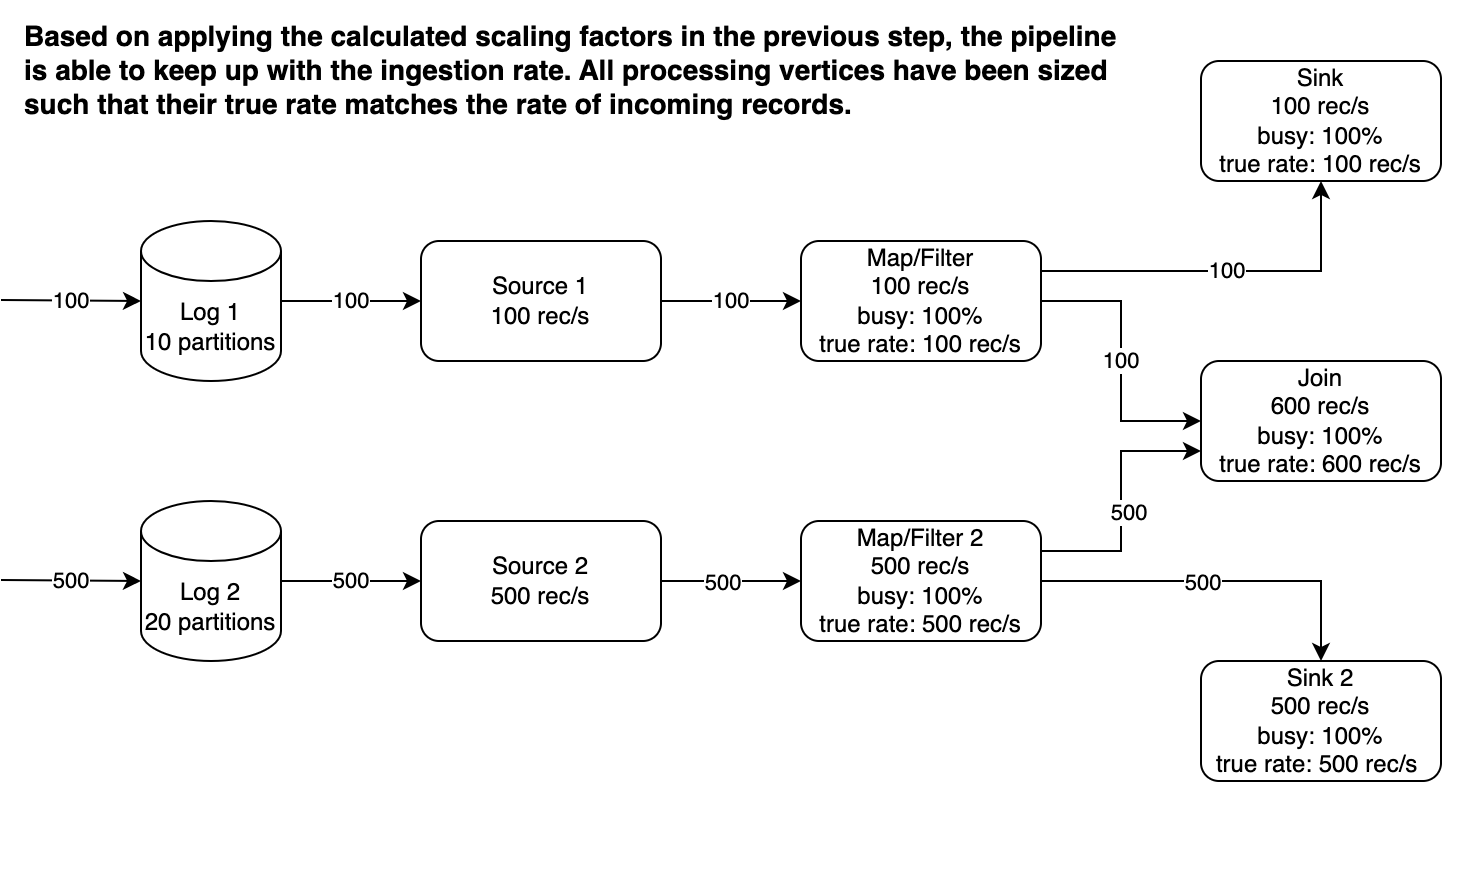 Based on applying the calculated scaling factors in the previous step, the pipeline
is able to keep up with the ingestion rate. All processing vertices have been sized
such that their true rate matches the rate of incoming records.
Sink
100 rec/s
busy: 100%
true rate: 100 rec/s
100
Log 1
10 partitions
100
Source 1
100 rec/s
100
Map/Filter
100 rec/s
busy: 100%
true rate: 100 rec/s
100
100
Join
600 rec/s
busy: 100%
true rate: 600 rec/s
500
Log 2
20 partitions
500
Source 2
500 rec/s
500
Map/Filter 2
500 rec/s
busy: 100%
true rate: 500 rec/s
500
500
Sink 2
500 rec/s
busy: 100%
true rate: 500 rec/s